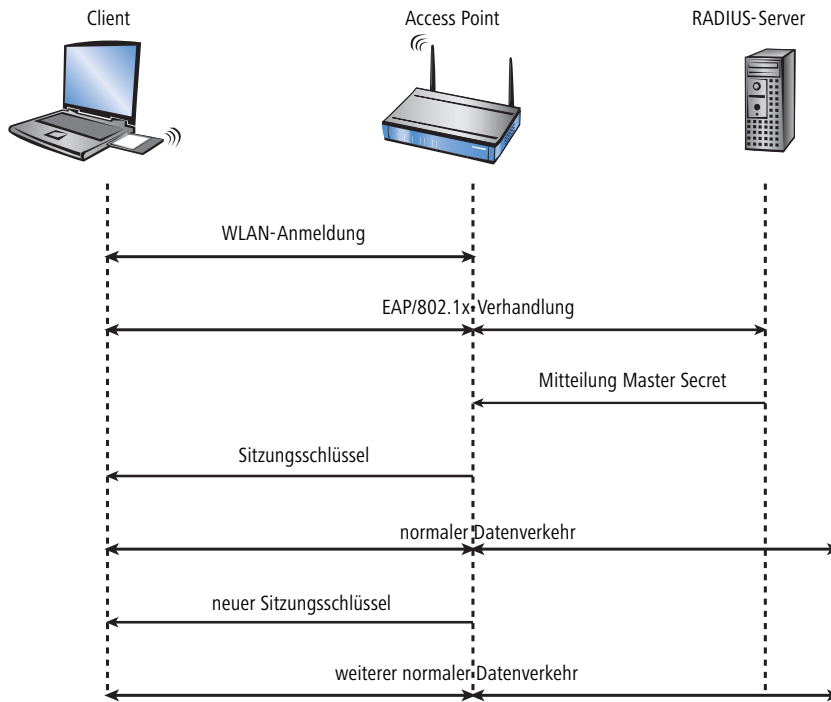 Client
Access Point
RADIUS-Server
WLAN-Anmeldung
EAP/802.1x-Verhandlung
Mitteilung Master Secret
Sitzungsschlüssel
normaler Datenverkehr
neuer Sitzungsschlüssel
weiterer normaler Datenverkehr